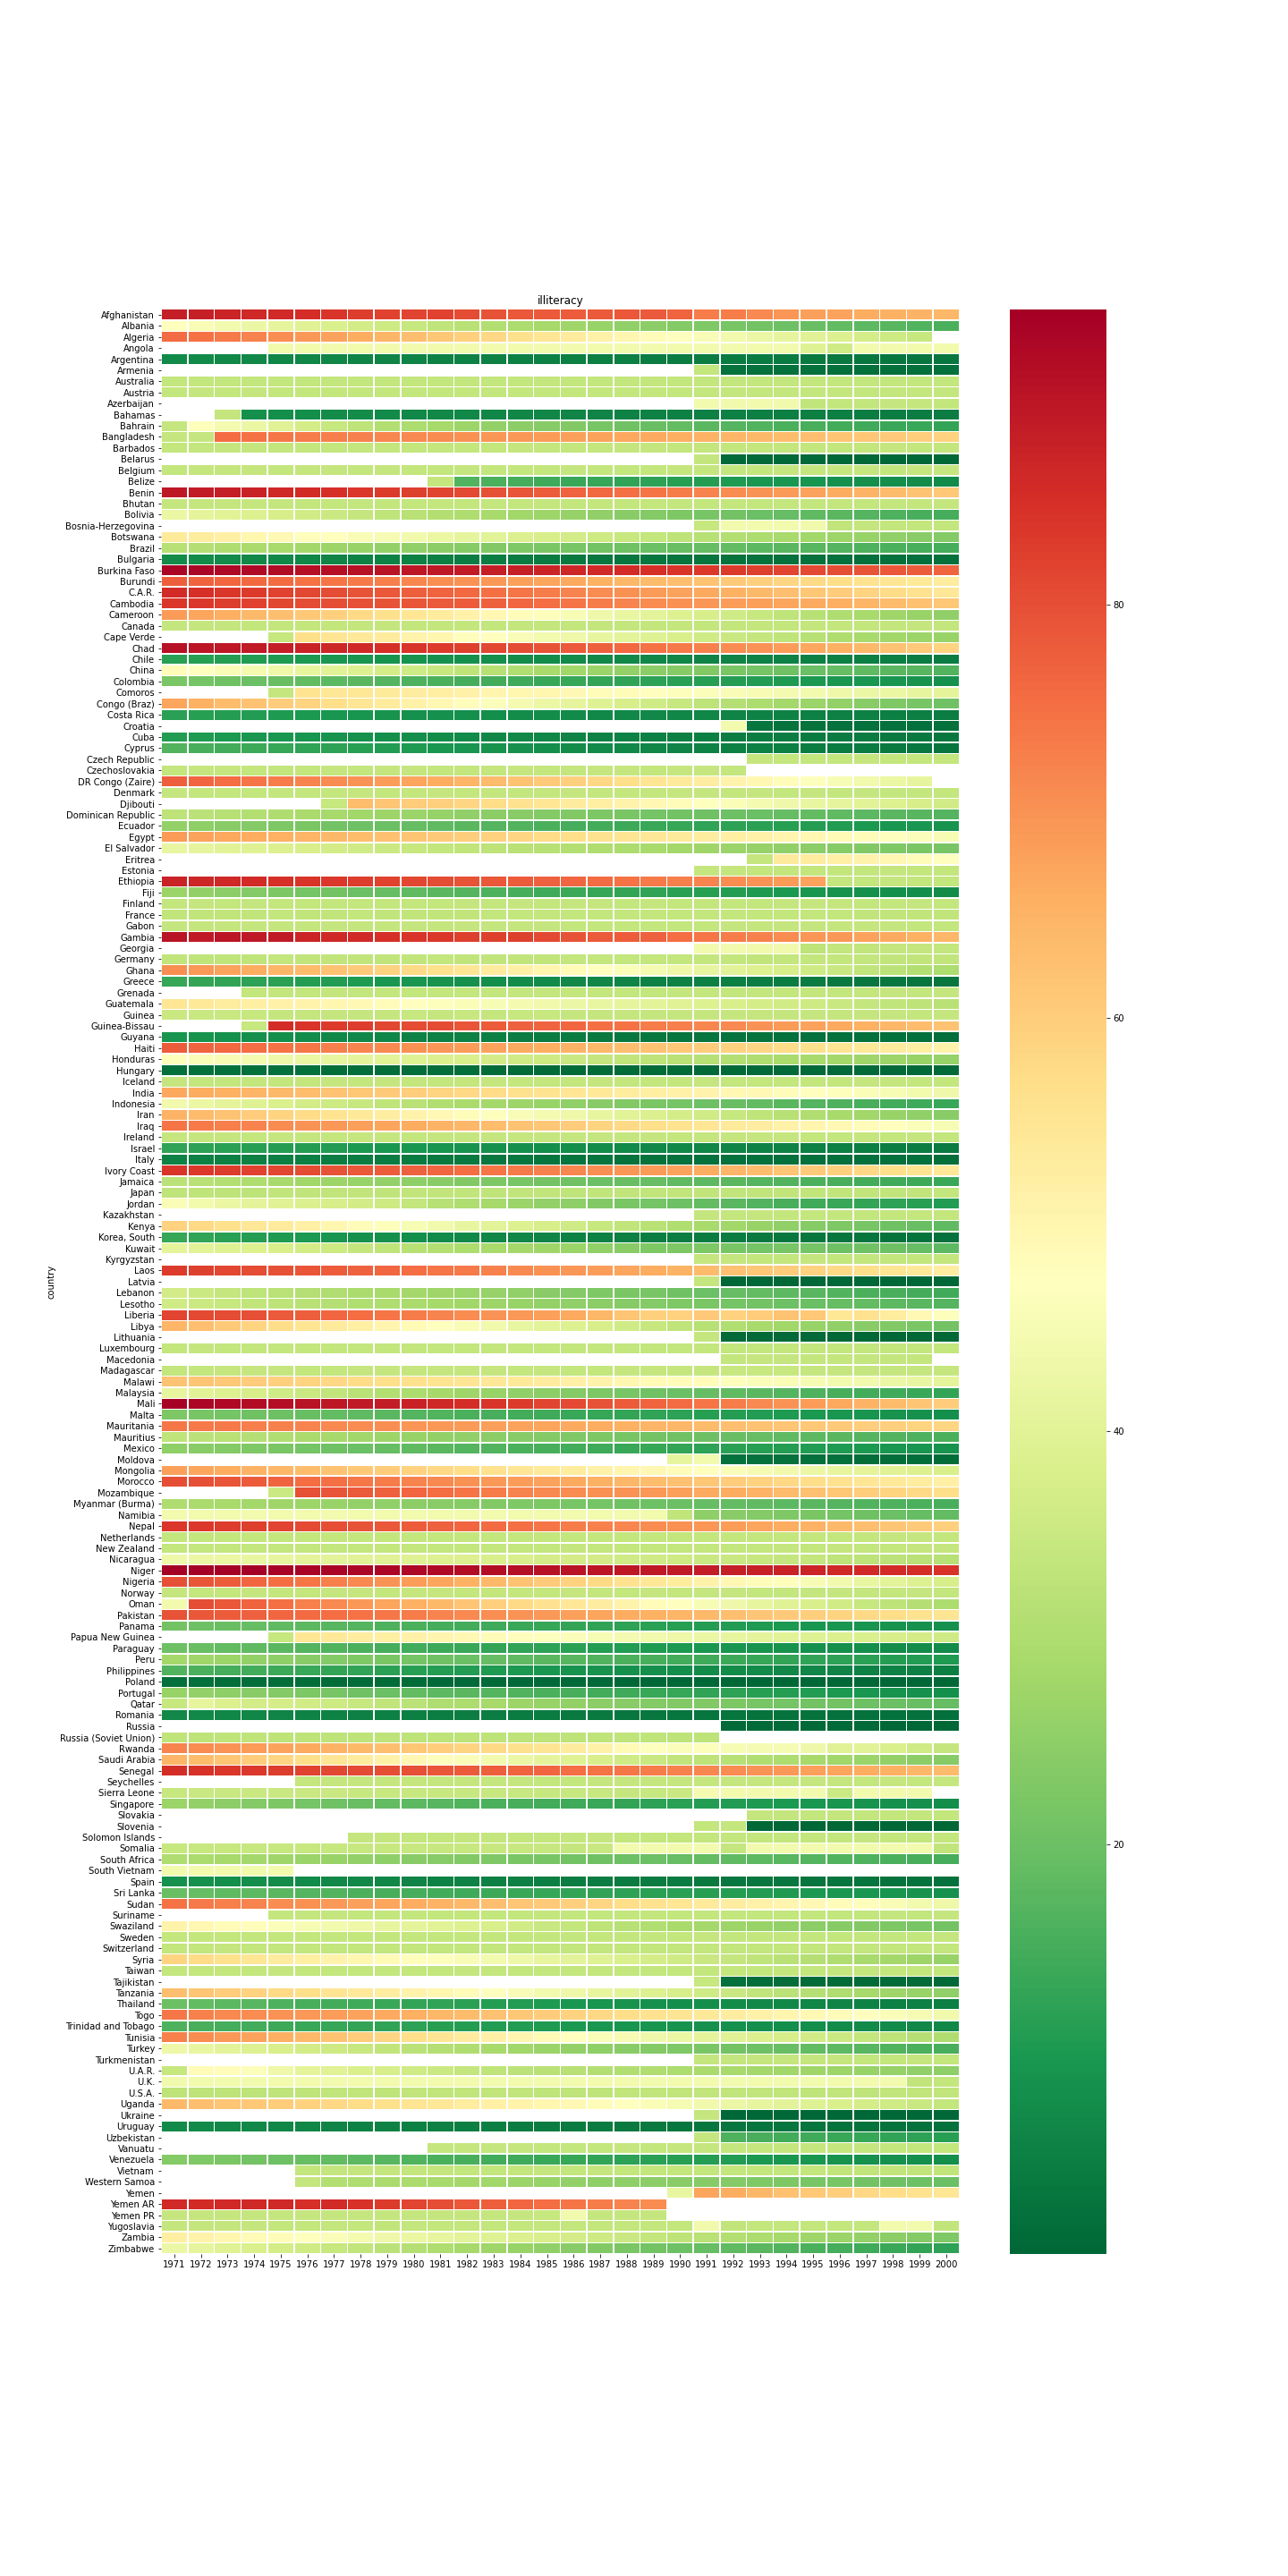 illiteracy
Afghanistan
Albania
Algeria
Angola
Argentina
Armenia
Australia
Austria
Azerbaijan
Bahamas
Bahrain
Bangladesh
Barbados
Belarus
Belgium
Belize
Benin
Bhutan
Bolivia
Bosnia-Herzegovina
Botswana
Brazil
Bulgaria
Burkina Faso
Burundi
C.A.R.
Cambodia
Cameroon
Canada
Cape Verde
Chad
Chile
China
Colombia
Comoros
Congo (Braz)
Costa Rica
Croatia
Cuba
Cyprus
Czech Republic
Czechoslovakia
DR Congo (Zaire)
Denmark
Djibouti
Dominican Republic
Ecuador
Egypt
El Salvador
Eritrea
Estonia
Ethiopia
Fiji
Finland
France
Gabon
Gambia
Georgia
Germany
Ghana
Greece
Grenada
Guatemala
Guinea
Guinea-Bissau
Guyana
Haiti
Honduras
Hungary
Iceland
India
Indonesia
Iran
Iraq
Ireland
Israel
Italy
Ivory Coast
Jamaica
Japan
Jordan
Kazakhstan
Kenya
Korea, South
Kuwait
Kyrgyzstan
Laos
Latvia
Lebanon
Lesotho
Liberia
Libya
Lithuania
Luxembourg
Macedonia
Madagascar
Malawi
Malaysia
Mali
Malta
Mauritania
Mauritius
Mexico
Moldova
Mongolia
Morocco
Mozambique
Myanmar (Burma)
Namibia
Nepal
Netherlands
New Zealand
Nicaragua
Niger
Nigeria
Norway
Oman
Pakistan
Panama
Papua New Guinea
Paraguay
Peru
Philippines
Poland
Portugal
Qatar
Romania
Russia
Russia (Soviet Union)
Rwanda
Saudi Arabia
Senegal
Seychelles
Sierra Leone
Singapore
Slovakia
Slovenia
Solomon Islands
Somalia
South Africa
South Vietnam
Spain
Sri Lanka
Sudan
Suriname
Swaziland
Sweden
Switzerland
Syria
Taiwan
Tajikistan
Tanzania
Thailand
Togo
Trinidad and Tobago
Tunisia
Turkey
Turkmenistan
U.A.R.
U.K.
U.S.A.
Uganda
Ukraine
Uruguay
Uzbekistan
Vanuatu
Venezuela
Vietnam
Western Samoa
Yemen
Yemen AR
Yemen PR
Yugoslavia
Zambia
Zimbabwe
country
1971 1972 1973 1974 1975 1976 1977 1978 1979 1980 1981 1982 1983 1984 1985 1986 1987 1988 1989 1990 1991 1992 1993 1994 1995 1996 1997 1998 1999 2000
80
60
40
20